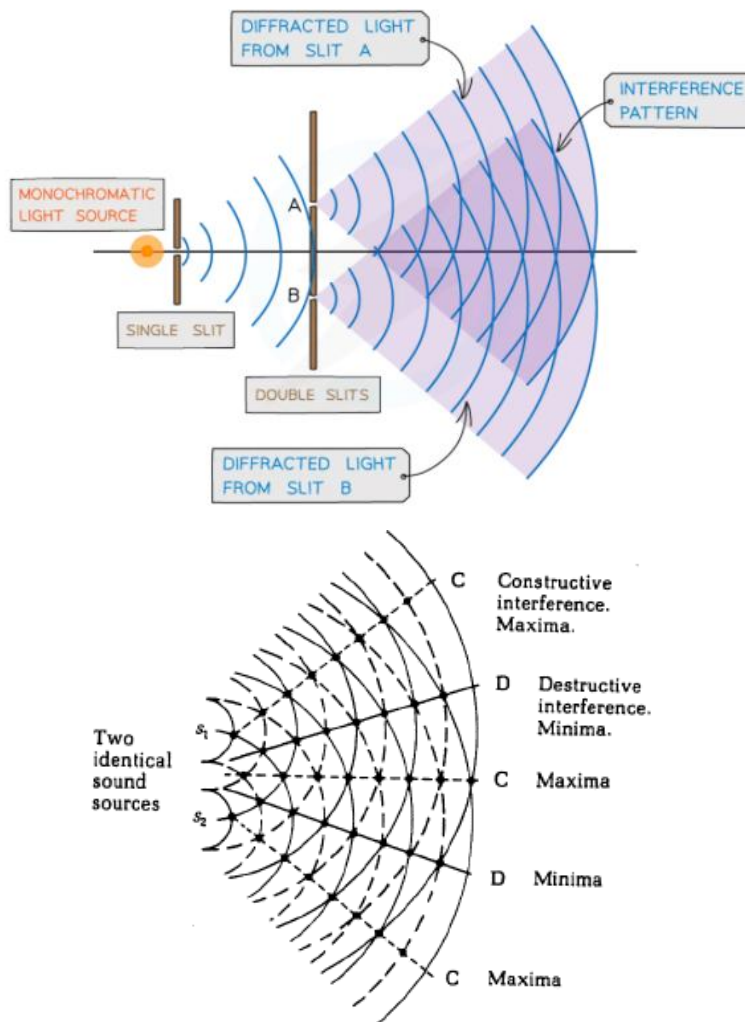 DIFFRACTED LIGHT
FROM SLIT A
INTERFERENCE
PATTERN
MONOCHROMATIC
LIGHT SOURCE
A
B
SINGLE SLIT
DOUBLE SLITS
DIFFRACTED LIGHT
FROM SLIT B
C Constructive
interference.
Maxima.
D Destructive
interference.
Minima.
Two
identical
sound
sources
s₁
s₂
C Maxima
D Minima
C Maxima